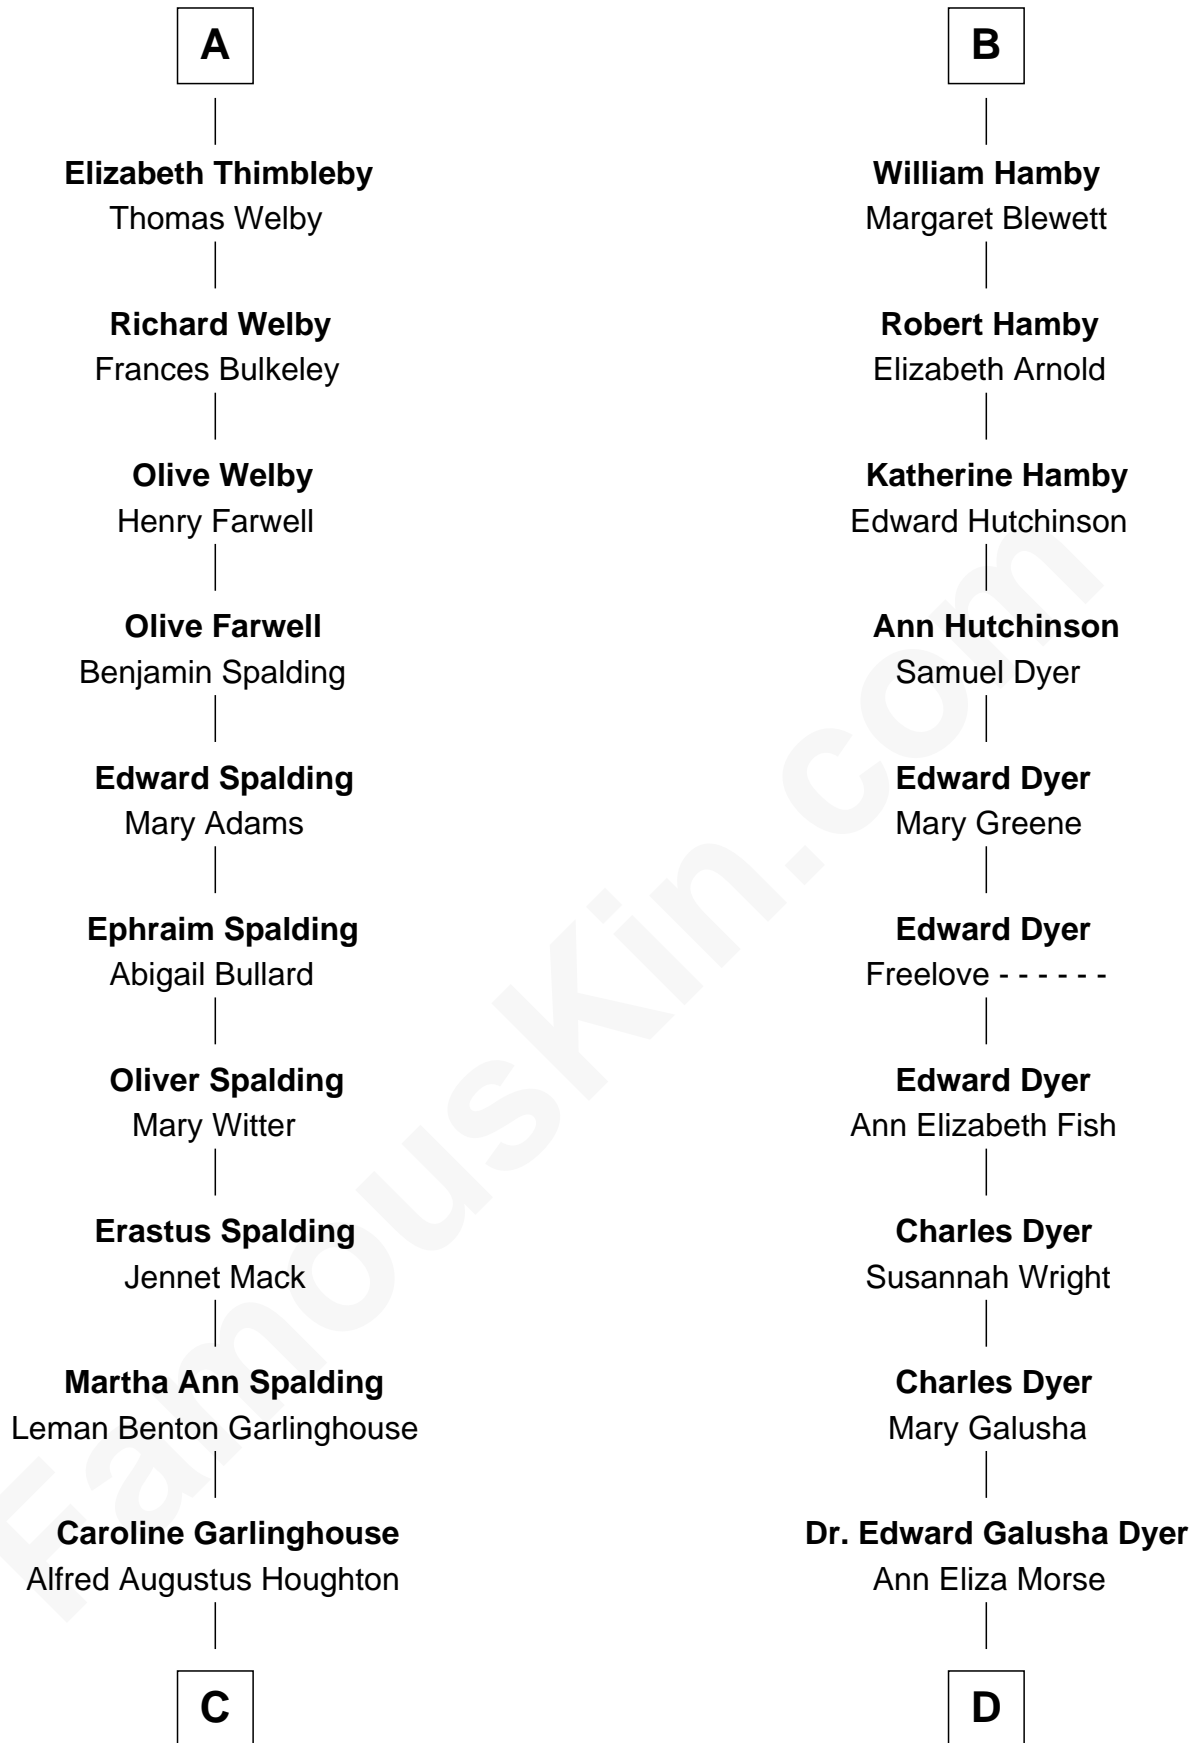 A
Elizabeth Thimbleby
Thomas Welby
Richard Welby
Frances Bulkeley
Olive Welby
Henry Farwell
Olive Farwell
Benjamin Spalding
Edward Spalding
Mary Adams
Ephraim Spalding
Abigail Bullard
Oliver Spalding
Mary Witter
Erastus Spalding
Jennet Mack
Martha Ann Spalding
Leman Benton Garlinghouse
Caroline Garlinghouse
Alfred Augustus Houghton
C
B
William Hamby
Margaret Blewett
Robert Hamby
Elizabeth Arnold
Katherine Hamby
Edward Hutchinson
Ann Hutchinson
Samuel Dyer
Edward Dyer
Mary Greene
Edward Dyer
Freelove - - - - - -
Edward Dyer
Ann Elizabeth Fish
Charles Dyer
Susannah Wright
Charles Dyer
Mary Galusha
Dr. Edward Galusha Dyer
Ann Eliza Morse
D
FamousKin.com